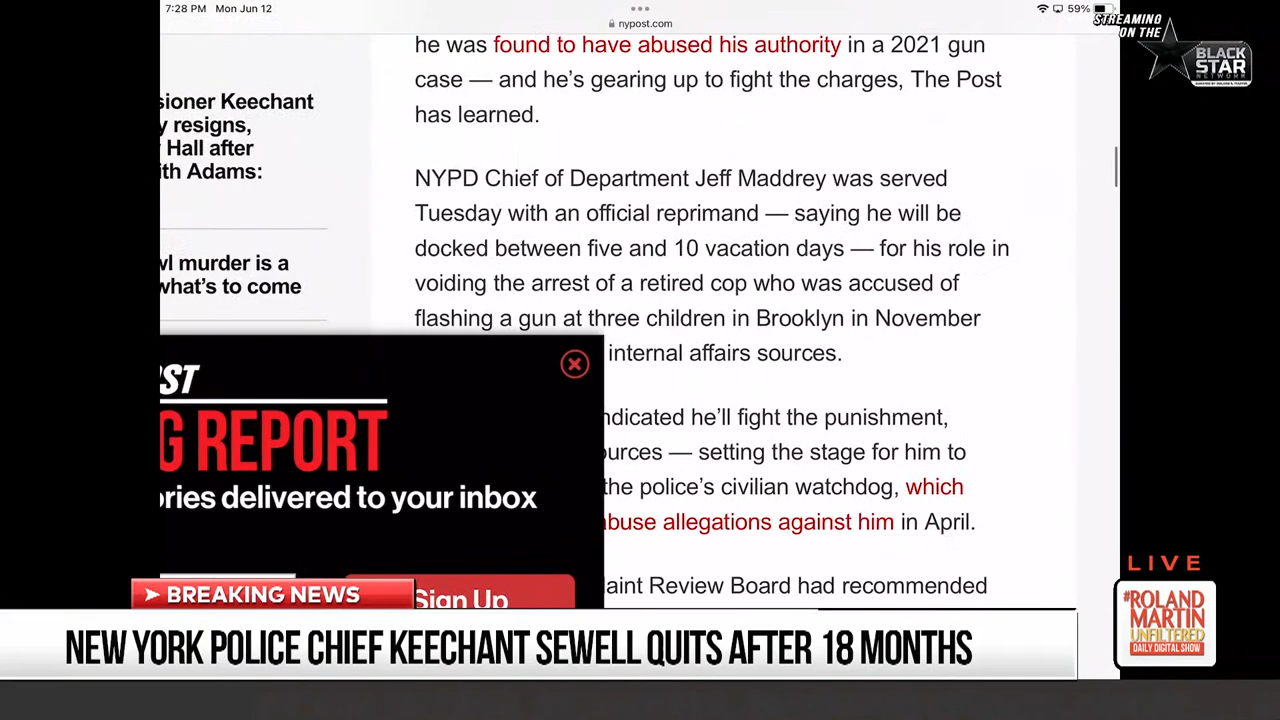 7:28 PM Mon Jun 12
59%
nypost.com
STREAMING
ON THE
BLACK
STAR
NETWORK
he was found to have abused his authority in a 2021 gun
case — and he's gearing up to fight the charges, The Post
has learned.
sioner Keechant
y resigns,
Hall after
ith Adams:
NYPD Chief of Department Jeff Maddrey was served
Tuesday with an official reprimand — saying he will be
docked between five and 10 vacation days — for his role in
voiding the arrest of a retired cop who was accused of
flashing a gun at three children in Brooklyn in November
internal affairs sources.
wl murder is a
what's to come
ndicated he'll fight the punishment,
urces — setting the stage for him to
the police's civilian watchdog, which
buse allegations against him in April.
aint Review Board had recommended
ST
G REPORT
ories delivered to your inbox
Sign Up
BREAKING NEWS
NEW YORK POLICE CHIEF KEECHANT SEWELL QUITS AFTER 18 MONTHS
LIVE
#ROLAND
MARTIN
UNFILTERED
DAILY DIGITAL SHOW